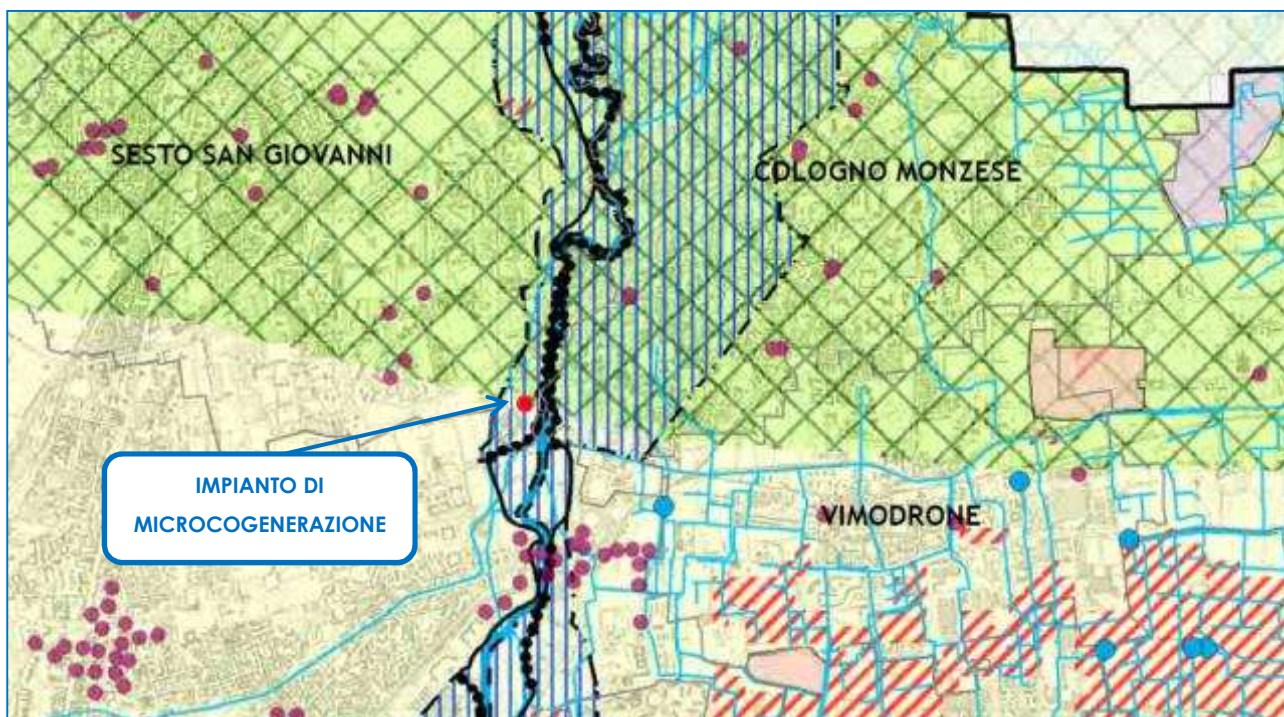 SESTO SAN GIOVANNI
COLOGNO MONZESE
IMPIANTO DI
MICROCOGENERAZIONE
VIMODRONE